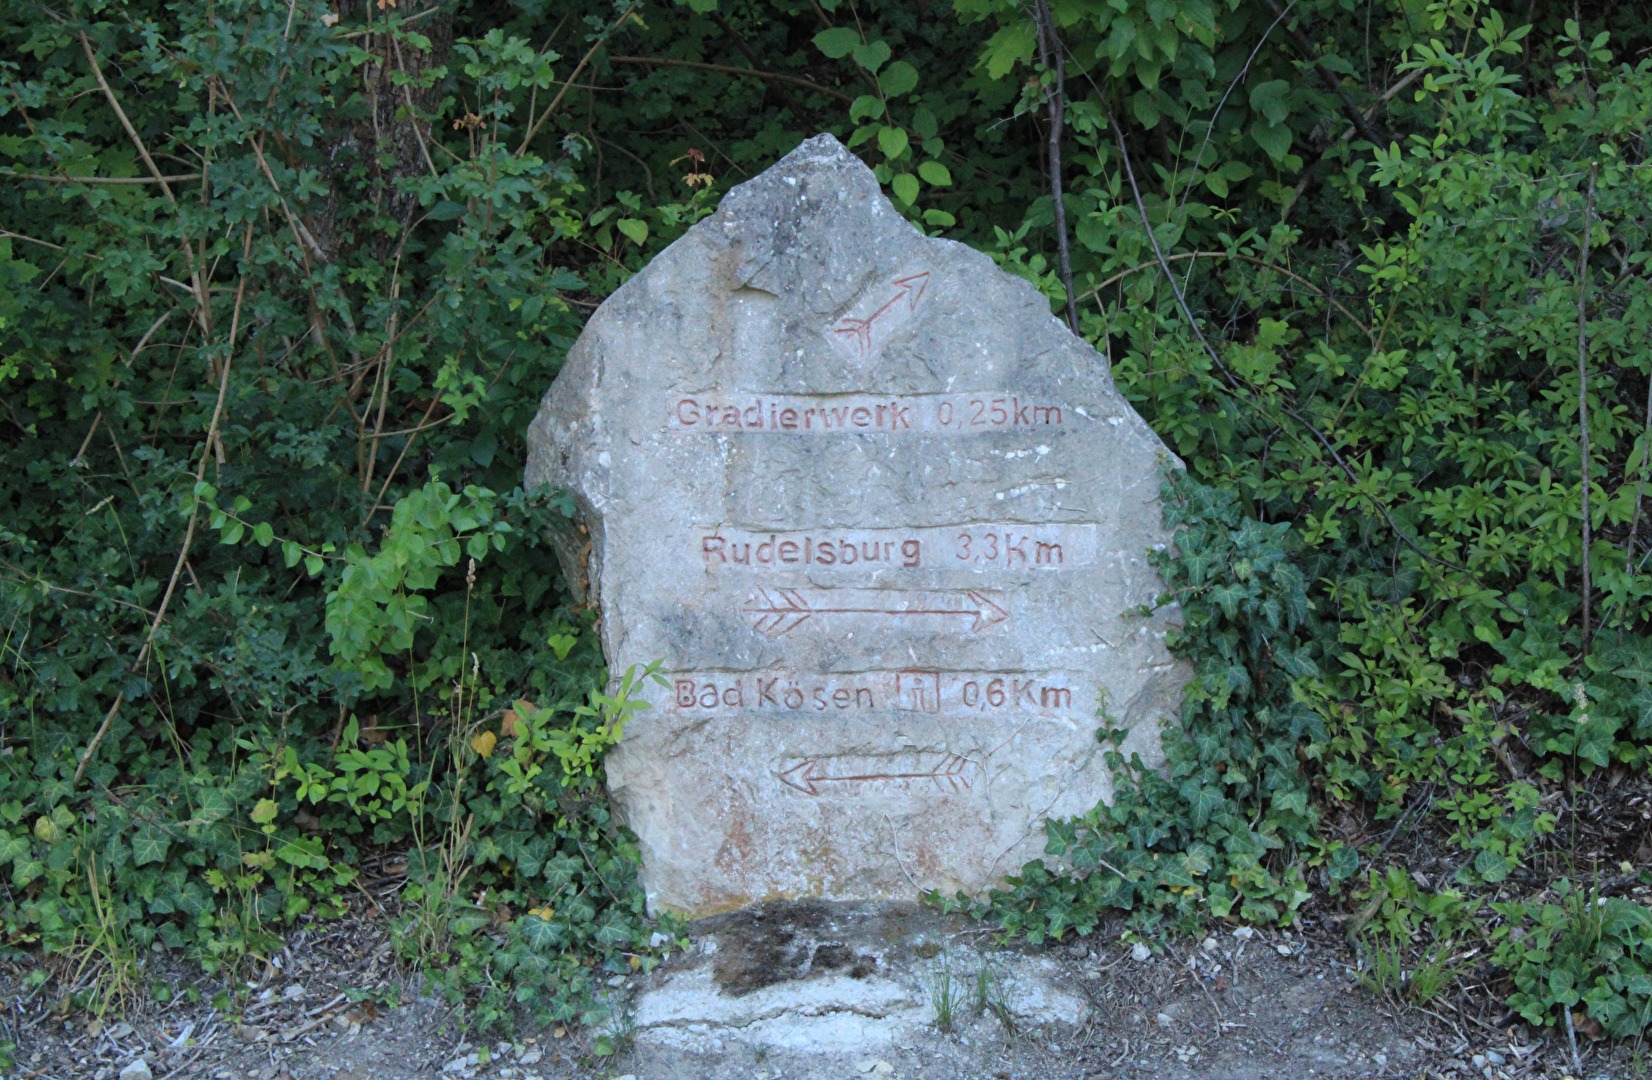 Gradierwerk 0,25km
Rudelsburg 3,3Km
Bad Kösen i 0,6Km